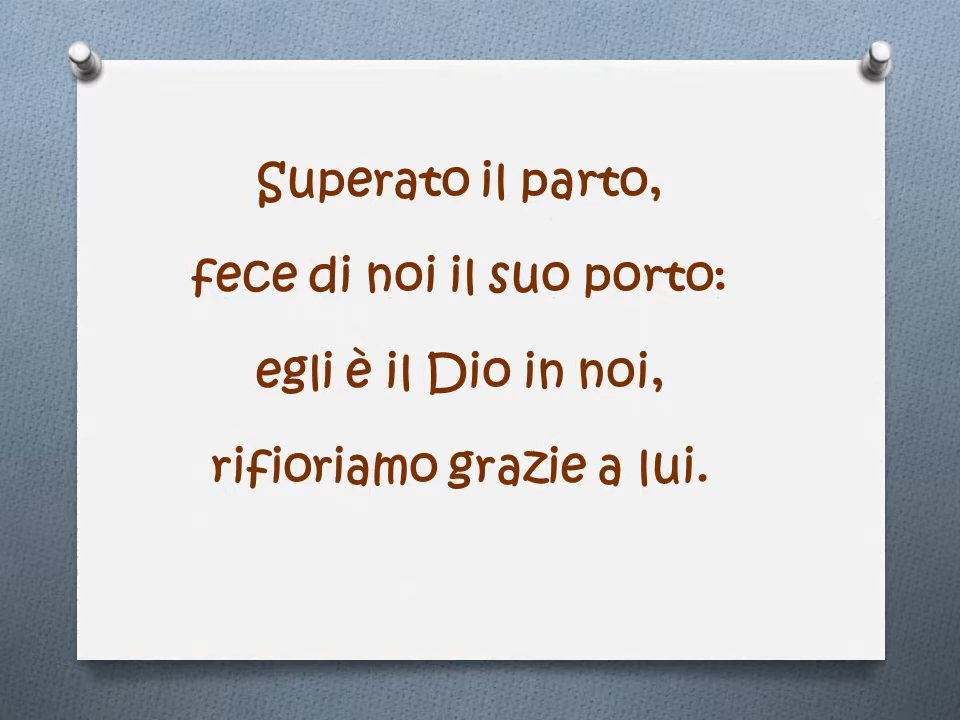 Superato il parto,
fece di noi il suo porto:
egli è il Dio in noi,
rifioriamo grazie a lui.